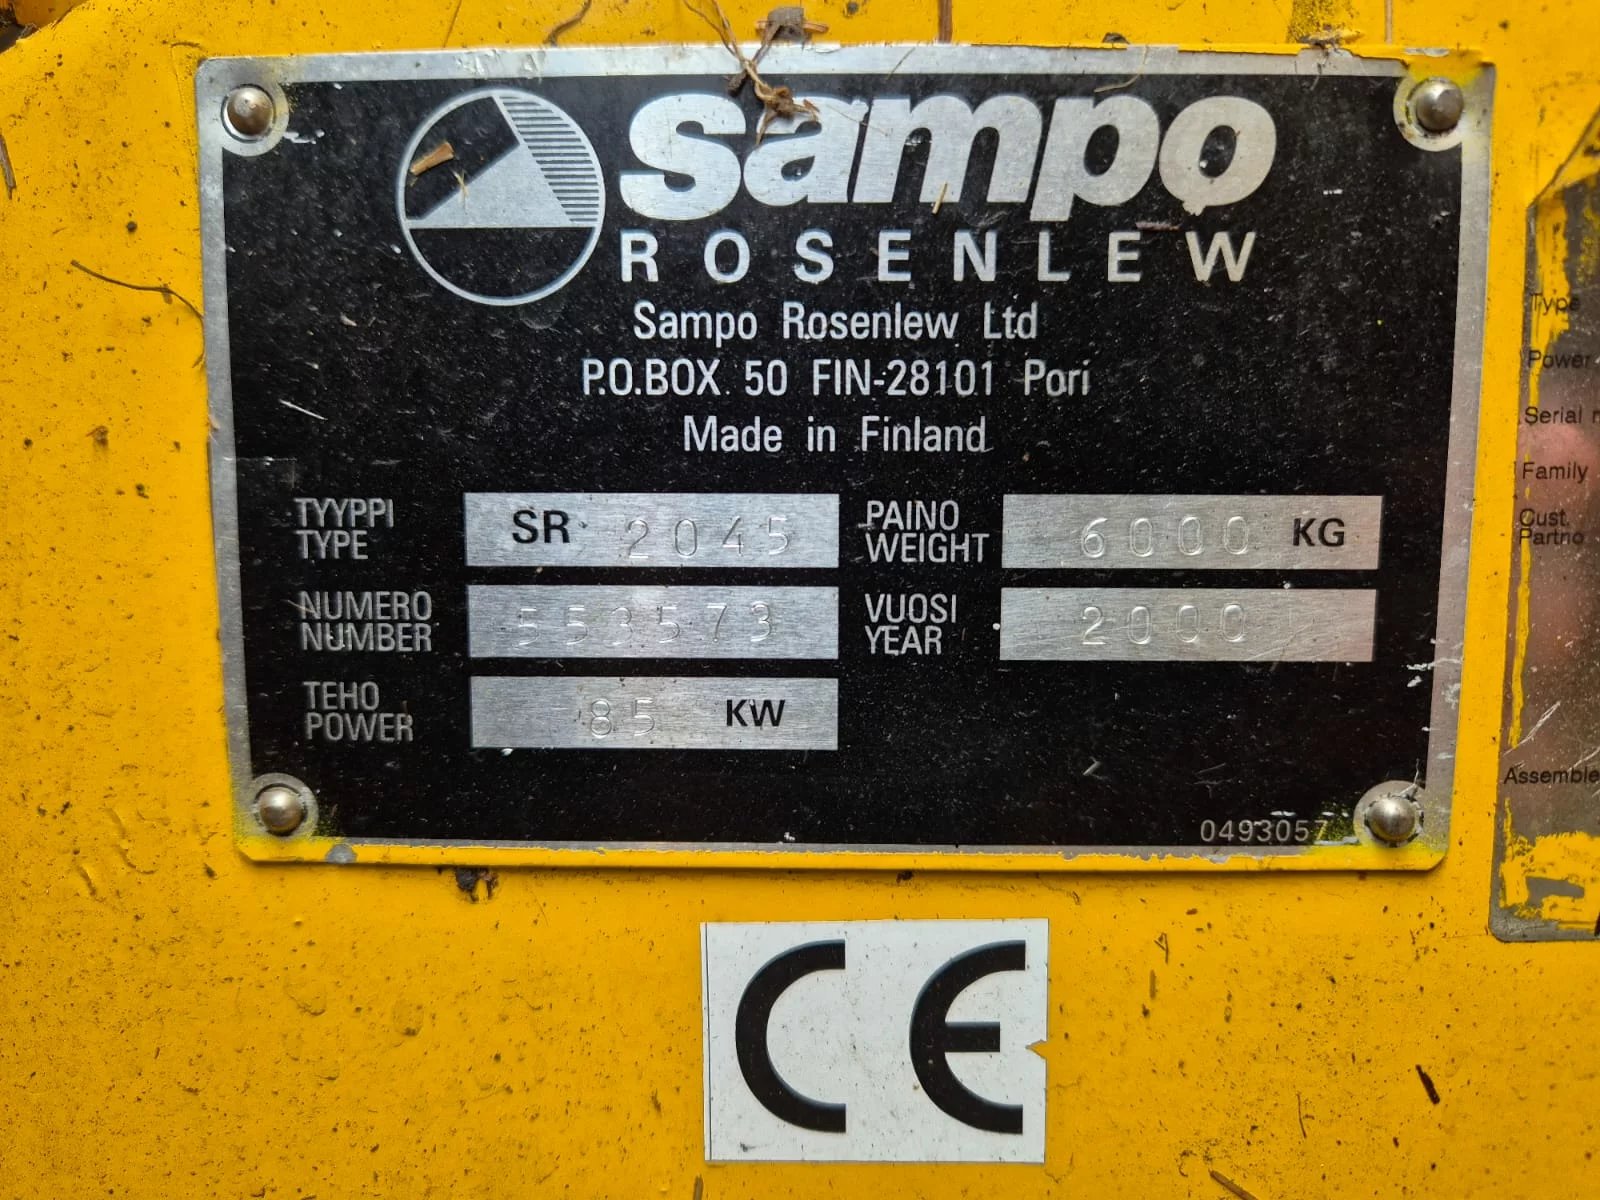 sampo
ROSENLEW
Sampo Rosenlew Ltd
P.O.BOX 50 FIN-28101 Pori
Made in Finland
TYYPPI
TYPE
SR 2045
PAINO
WEIGHT
6000 KG
NUMERO
NUMBER
553573
VUOSI
YEAR
2000
TEHO
POWER
85 KW
0493057
CE
Type
Power
Serial
Family
Cust.
Partno